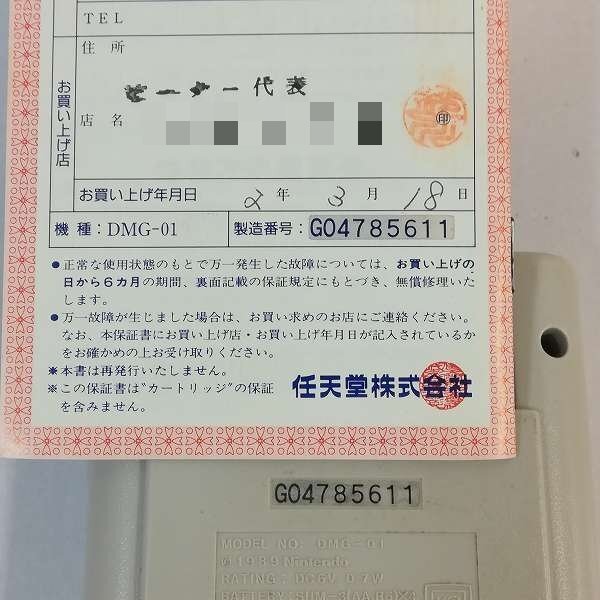 TEL
住所
お買い上げ店
モーター代表
店名
印
お買い上げ年月日 2年 3月 18日
機種：DMG-01 製造番号：G04785611
●正常な使用状態のもとで万一発生した故障については、お買い上げの
日から6カ月の期間、裏面記載の保証規定にもとづき、無償修理いた
します。
●万一故障が生じました場合は、お買い求めのお店にご連絡ください。
なお、本保証書にお買い上げ店・お買い上げ年月日が記入されているか
をお確かめの上お受け取りください。
※本書は再発行いたしません。
※この保証書は"カートリッジ"の保証
を含みません。
任天堂株式会社
G04785611
MODEL NO. DMG-01
©1989 Nintendo
RATING : DC6V 0.7W
BATTERY : SUM-3(AA,R6)X4